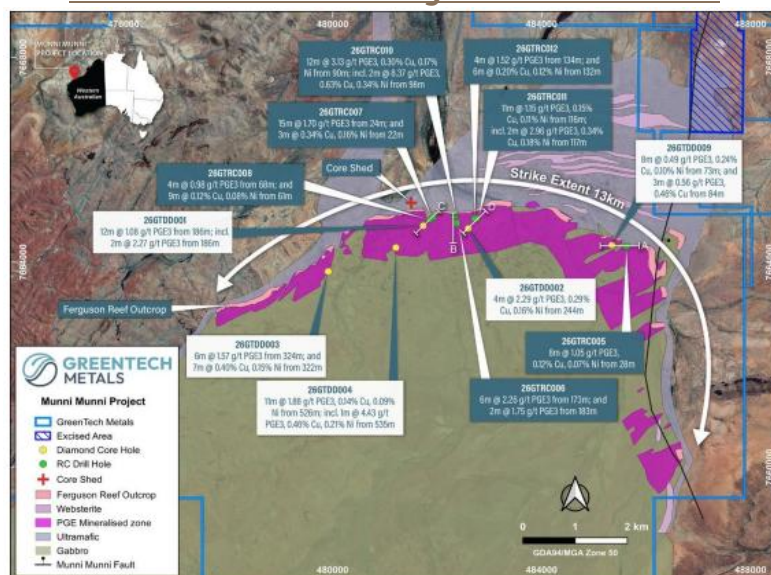 476000
480000
484000
488000
7668000
7668000
MUNNI MUNNI
PROJECT LOCATION
Western
Australian
26GTRC010
12m @ 3.13 g/t PGE3, 0.30% Cu, 0.17%
Ni from 90m; incl. 2m @ 8.37 g/t PGE3,
0.63% Cu, 0.34% Ni from 96m
26GTRC012
4m @ 1.52 g/t PGE3 from 134m; and
6m @ 0.20% Cu, 0.12% Ni from 132m
26GTRC007
15m @ 1.70 g/t PGE3 from 24m; and
3m @ 0.34% Cu, 0.16% Ni from 22m
26GTRC011
11m @ 1.15 g/t PGE3, 0.15%
Cu, 0.11% Ni from 116m;
incl. 2m @ 2.96 g/t PGE3, 0.34%
Cu, 0.18% Ni from 117m
26GTDD009
8m @ 0.49 g/t PGE3, 0.24%
Cu, 0.10% Ni from 73m; and
3m @ 0.56 g/t PGE3,
0.46% Cu from 84m
26GTRC008
4m @ 0.98 g/t PGE3 from 68m; and
9m @ 0.12% Cu, 0.08% Ni from 61m
Core Shed
Strike Extent 13km
26GTDD001
12m @ 1.08 g/t PGE3 from 186m; incl.
2m @ 2.27 g/t PGE3 from 186m
C
D
B
A
7664000
7664000
26GTDD002
4m @ 2.29 g/t PGE3, 0.29%
Cu, 0.16% Ni from 244m
Ferguson Reef Outcrop
26GTDD003
6m @ 1.57 g/t PGE3 from 324m; and
7m @ 0.40% Cu, 0.15% Ni from 322m
26GTRC005
8m @ 1.05 g/t PGE3,
0.12% Cu, 0.07% Ni from 28m
26GTDD004
11m @ 1.88 g/t PGE3, 0.14% Cu, 0.09%
Ni from 526m; incl. 1m @ 4.43 g/t
PGE3, 0.46% Cu, 0.21% Ni from 535m
26GTRC006
6m @ 2.26 g/t PGE3 from 173m; and
2m @ 1.75 g/t PGE3 from 183m
GREENTECH
METALS
Munni Munni Project
GreenTech Metals
Excised Area
Diamond Core Hole
RC Drill Hole
Core Shed
Ferguson Reef Outcrop
Websterite
PGE Mineralised zone
Ultramafic
Gabbro
Munni Munni Fault
7660000
0 1 2 km
GDA94/MGA Zone 50
480000
484000
488000